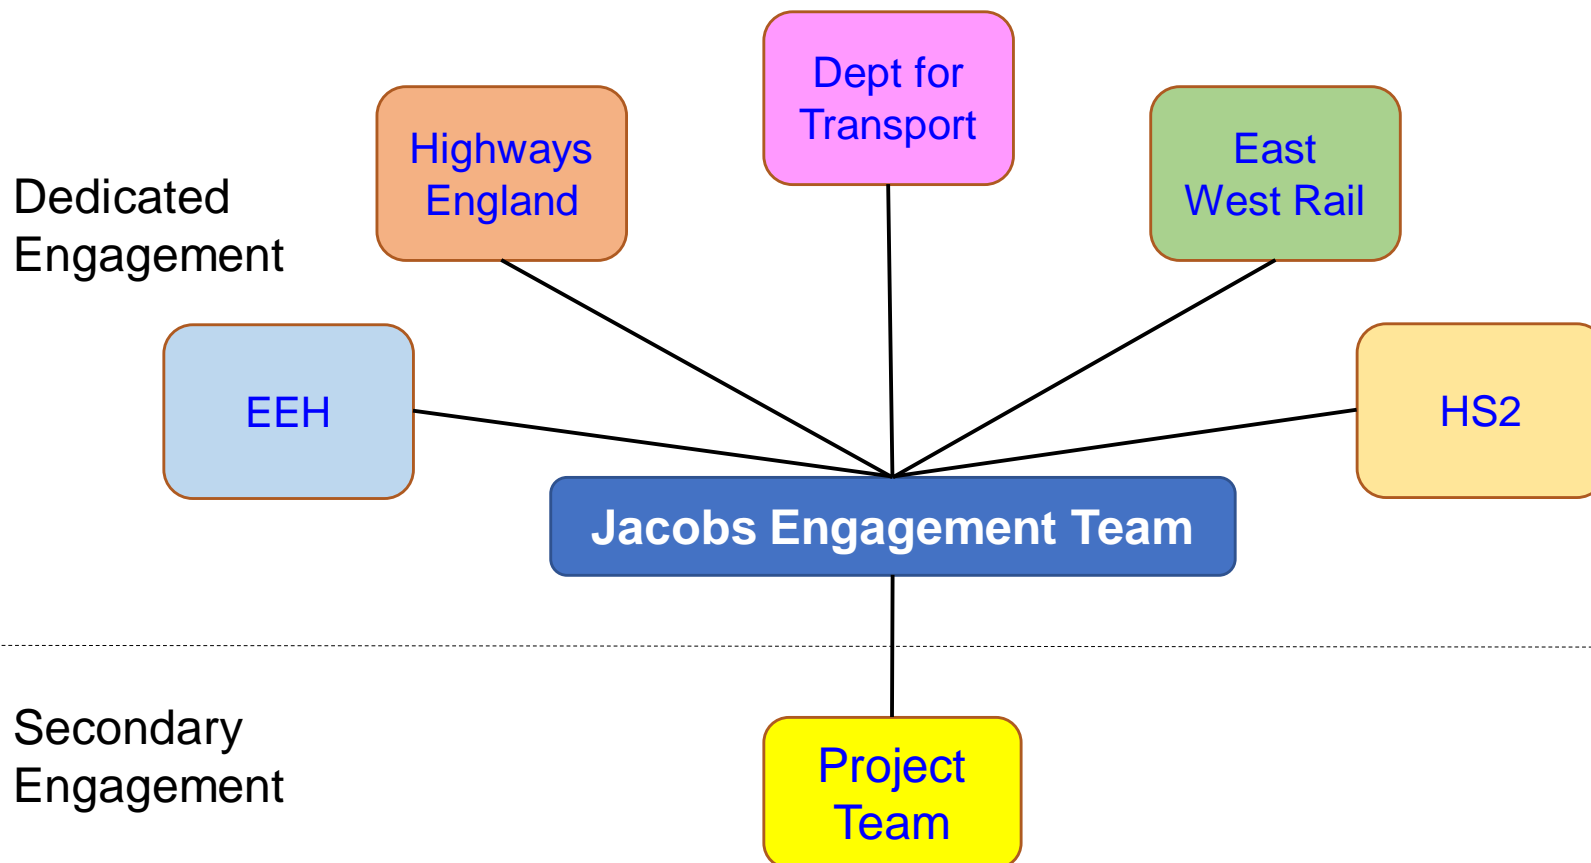 Dept for
Transport
Highways
England
East
West Rail
Dedicated
Engagement
EEH
HS2
Jacobs Engagement Team
Secondary
Engagement
Project
Team